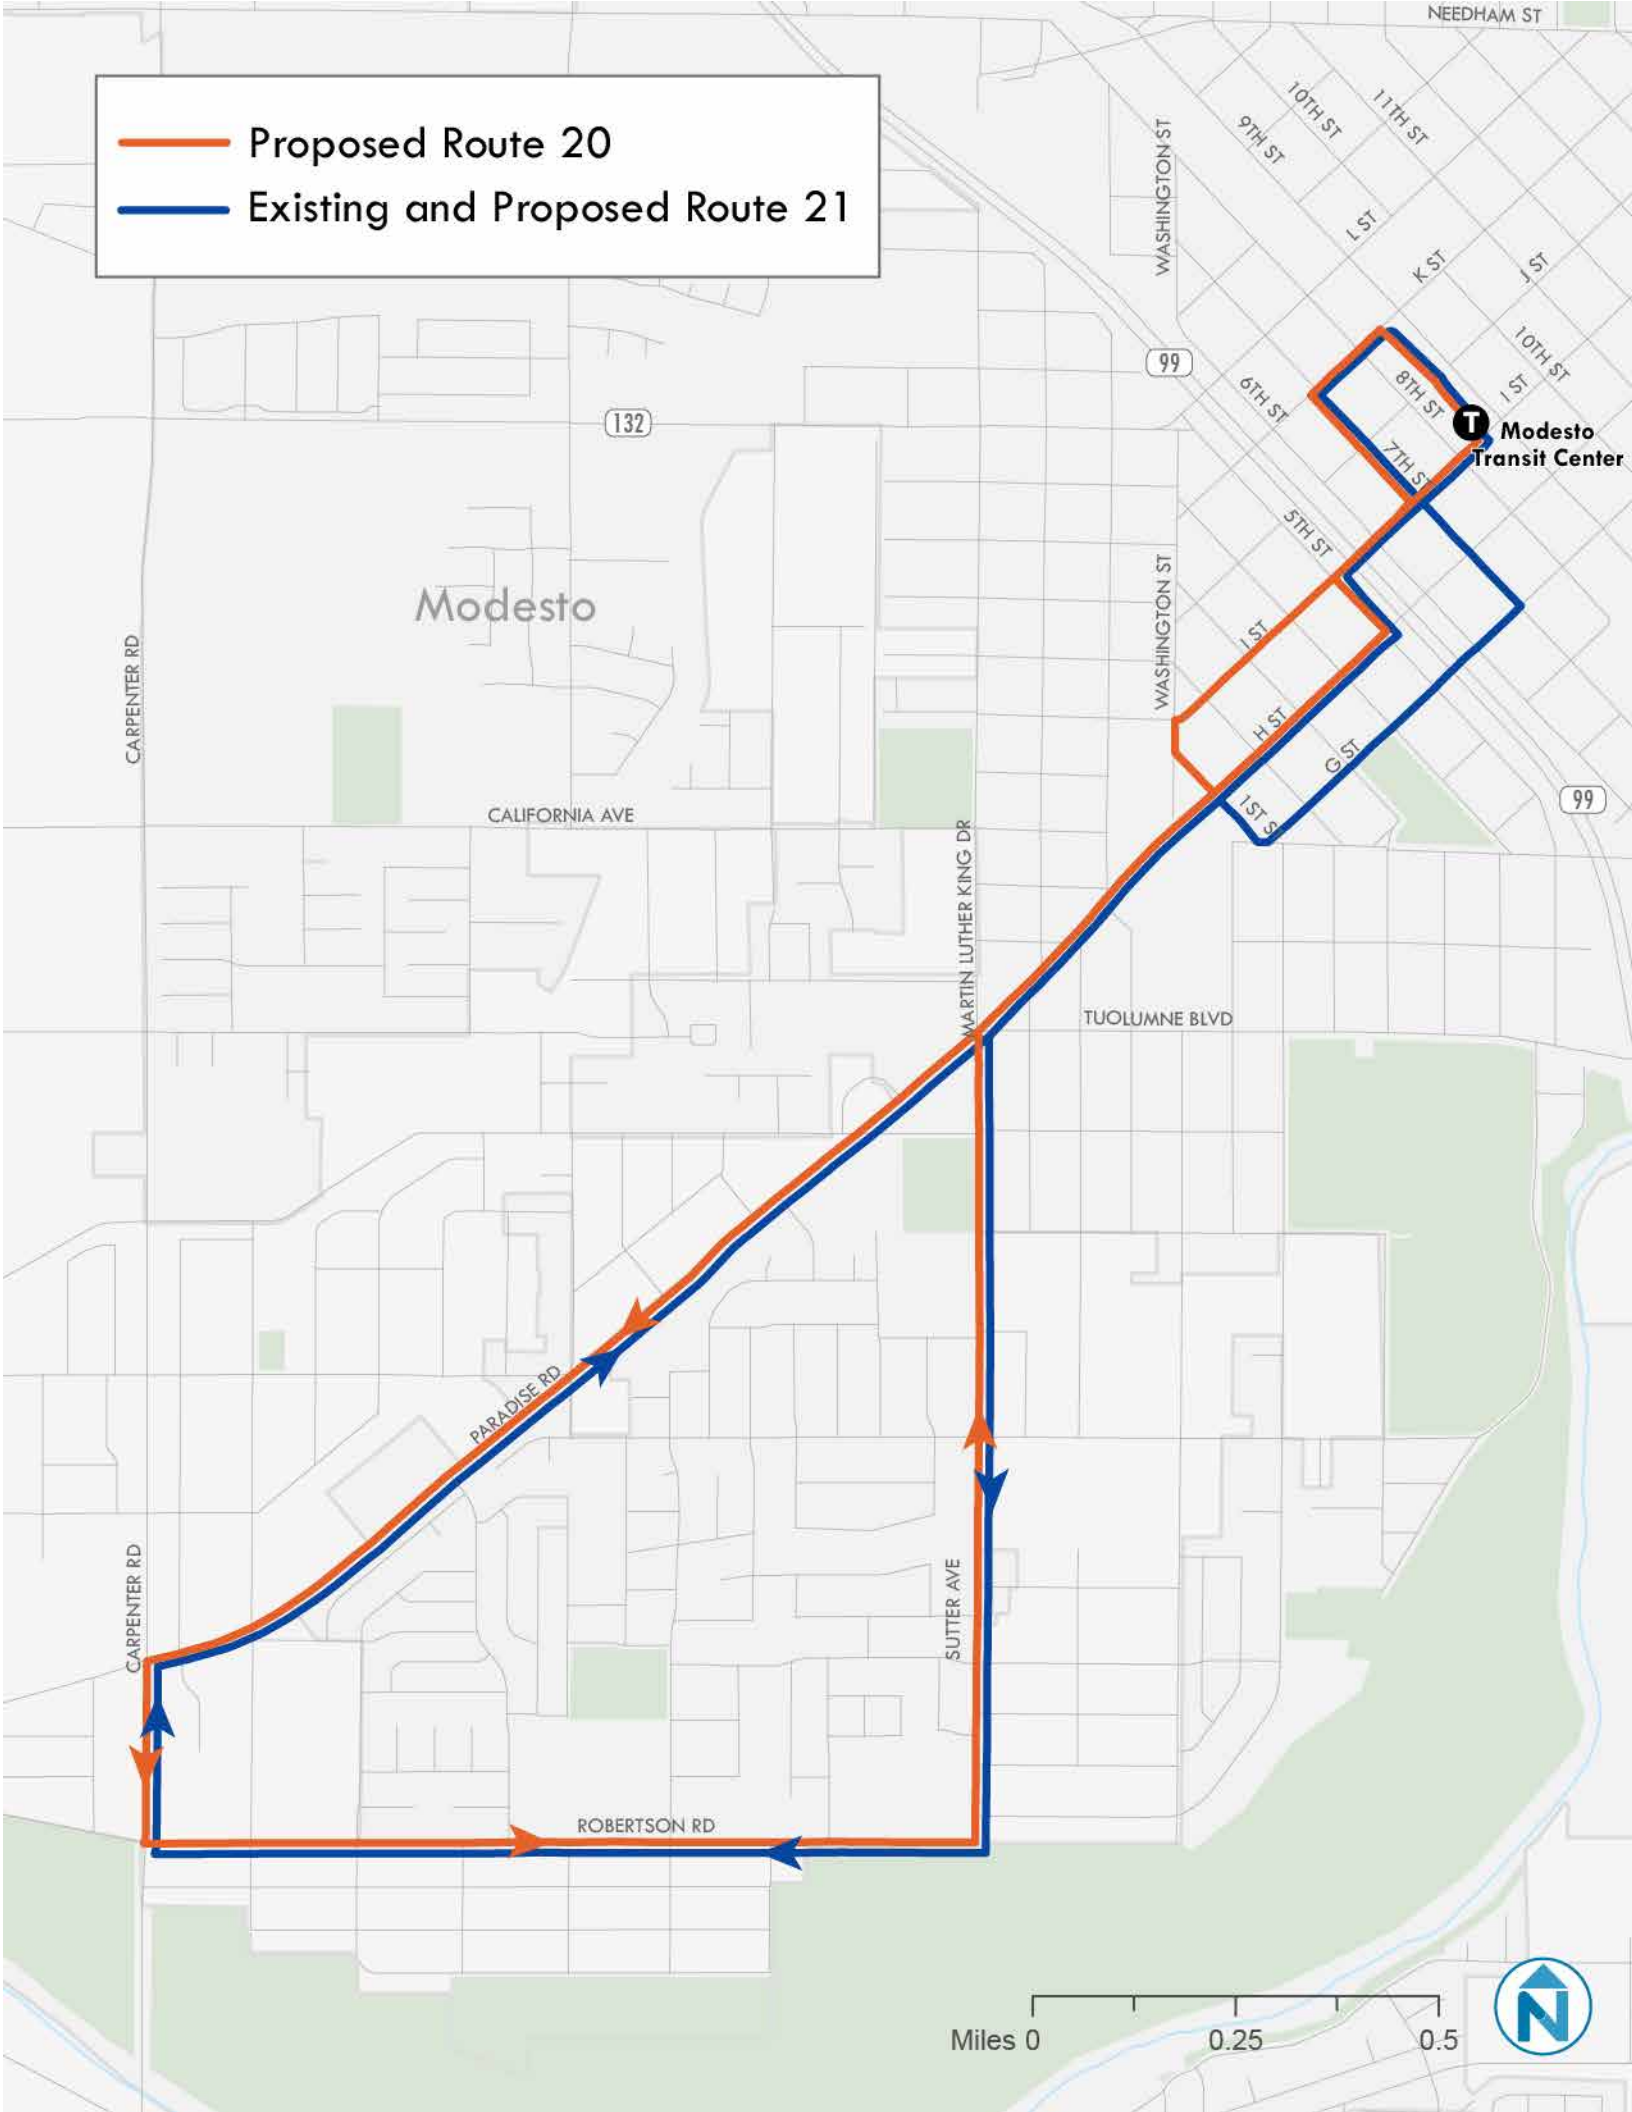 NEEDHAM ST
Proposed Route 20
Existing and Proposed Route 21
10TH ST
11TH ST
9TH ST
WASHINGTON ST
L ST
K ST
J ST
99
10TH ST
6TH ST
8TH ST
I ST
132
T
Modesto
Transit Center
7TH ST
5TH ST
WASHINGTON ST
Modesto
I ST
CARPENTER RD
H ST
G ST
99
1ST S
CALIFORNIA AVE
MARTIN LUTHER KING DR
TUOLUMNE BLVD
PARADISE RD
CARPENTER RD
SUTTER AVE
ROBERTSON RD
Miles 0 0.25 0.5
N